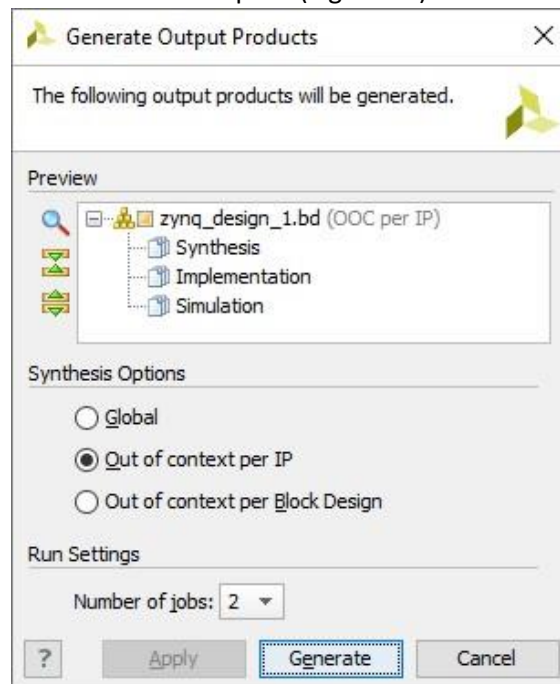 Generate Output Products
The following output products will be generated.
Preview
zynq_design_1.bd (OOC per IP)
Synthesis
Implementation
Simulation
Synthesis Options
Global
Out of context per IP
Out of context per Block Design
Run Settings
Number of jobs: 2
? Apply Generate Cancel